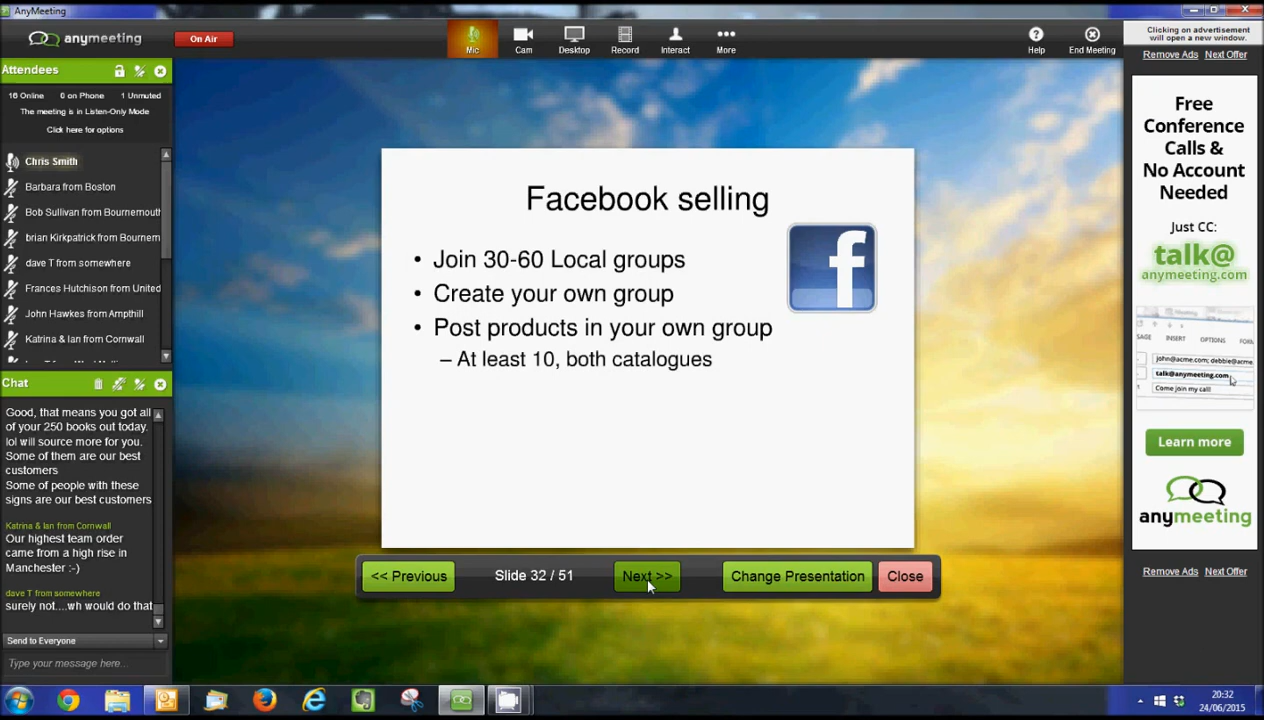 AnyMeeting
anymeeting
On Air
Mic
Cam
Desktop
Record
Interact
More
Help
End Meeting
Clicking on advertisement
will open a new window.
Remove Ads Next Offer
Attendees
16 Online 0 on Phone 1 Unmuted
The meeting is in Listen-Only Mode
Click here for options
Chris Smith
Barbara from Boston
Bob Sullivan from Bournemouth
brian Kirkpatrick from Bournem
dave T from somewhere
Frances Hutchison from United
John Hawkes from Ampthill
Katrina & Ian from Cornwall
Chat
Good, that means you got all
of your 250 books out today.
lol will source more for you.
Some of them are our best
customers
Some of people with these
signs are our best customers
Katrina & Ian from Cornwall
Our highest team order
came from a high rise in
Manchester :-)
dave T from somewhere
surely not....wh would do that
Send to Everyone
Type your message here...
Facebook selling
f
• Join 30-60 Local groups
• Create your own group
• Post products in your own group
– At least 10, both catalogues
<< Previous
Slide 32 / 51
Next >>
Change Presentation
Close
Free
Conference
Calls &
No Account
Needed
Just CC:
talk@
anymeeting.com
INSERT OPTIONS
john@acme.com; debbie@acme.
talk@anymeeting.com
Come join my call
Learn more
anymeeting
Remove Ads Next Offer
20:32
24/06/2015